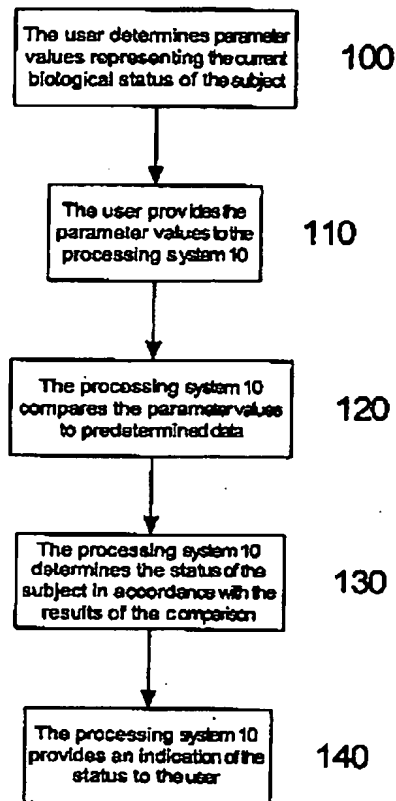 The user determines parameter
values representing the current
biological status of the subject
100
The user provides the
parameter values to the
processing system 10
110
The processing system 10
compares the parameter values
to predetermined data
120
The processing system 10
determines the status of the
subject in accordance with the
results of the comparison
130
The processing system 10
provides an indication of the
status to the user
140